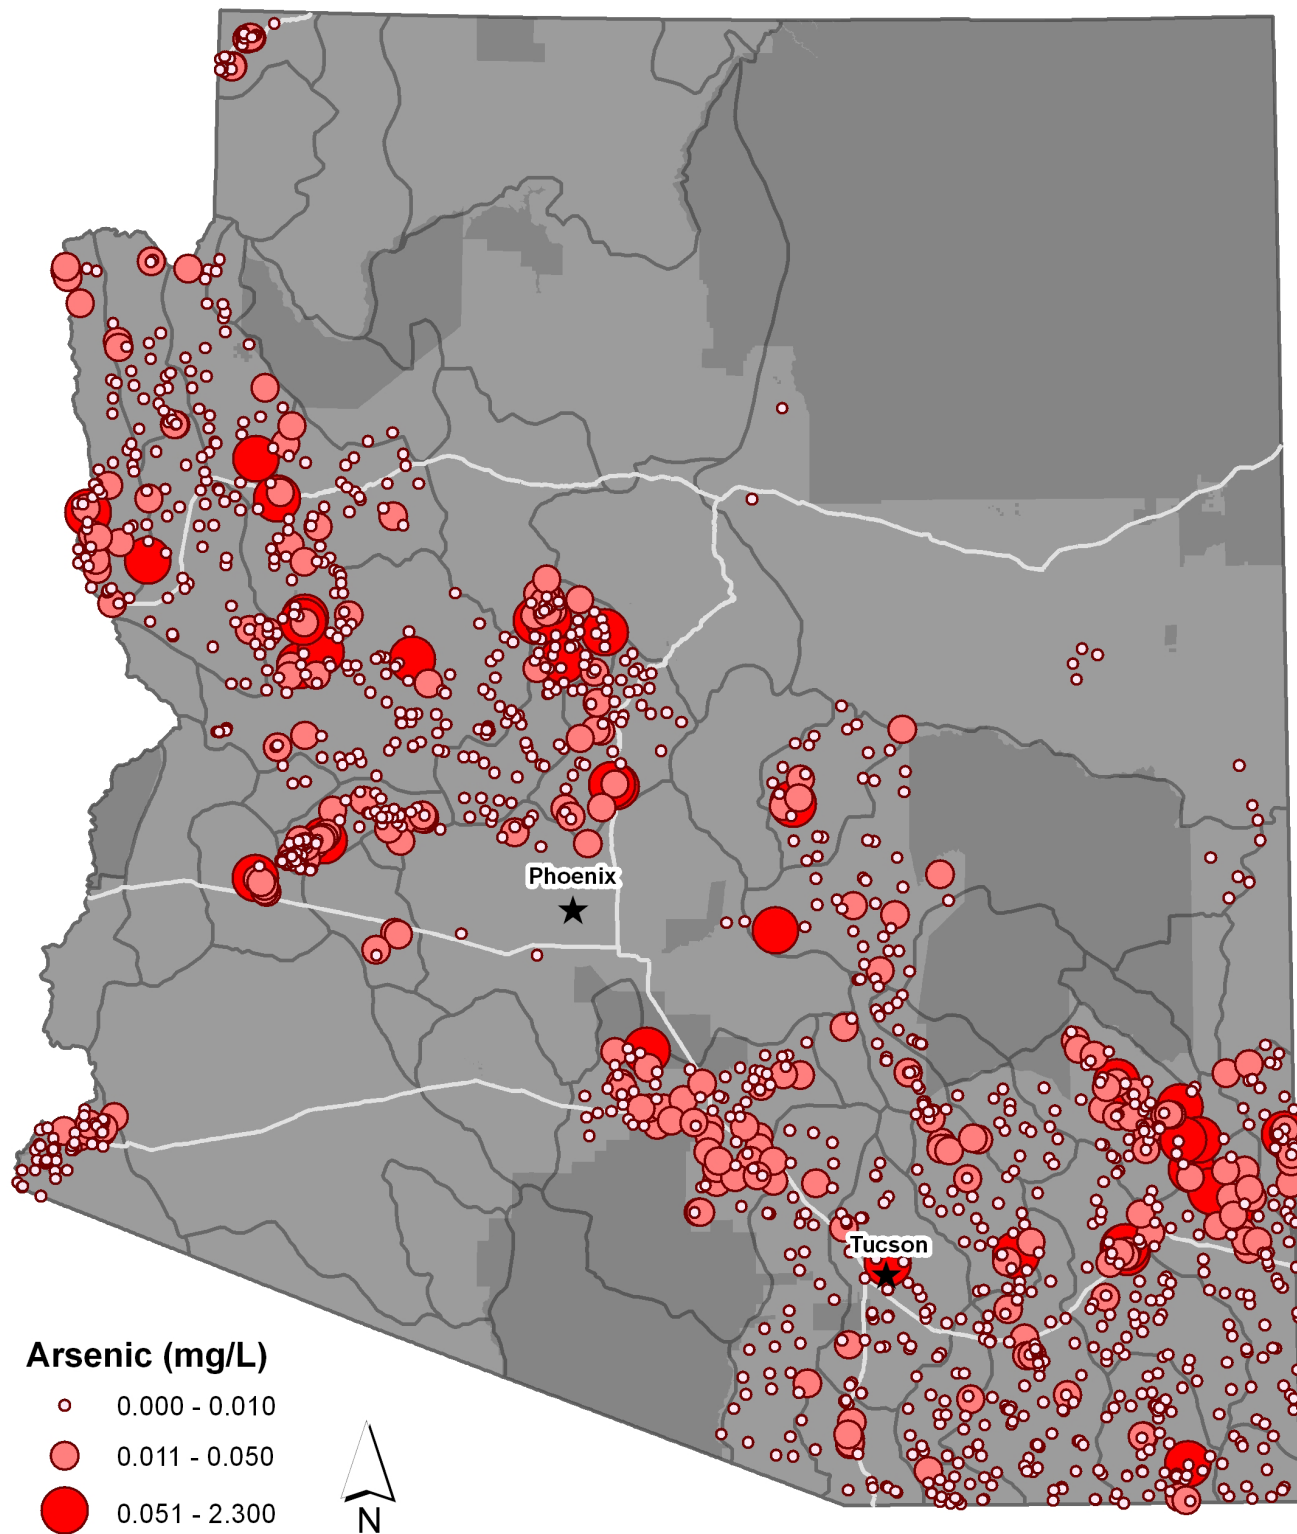 Phoenix
Tucson
Arsenic (mg/L)
0.000 - 0.010
0.011 - 0.050
0.051 - 2.300
N